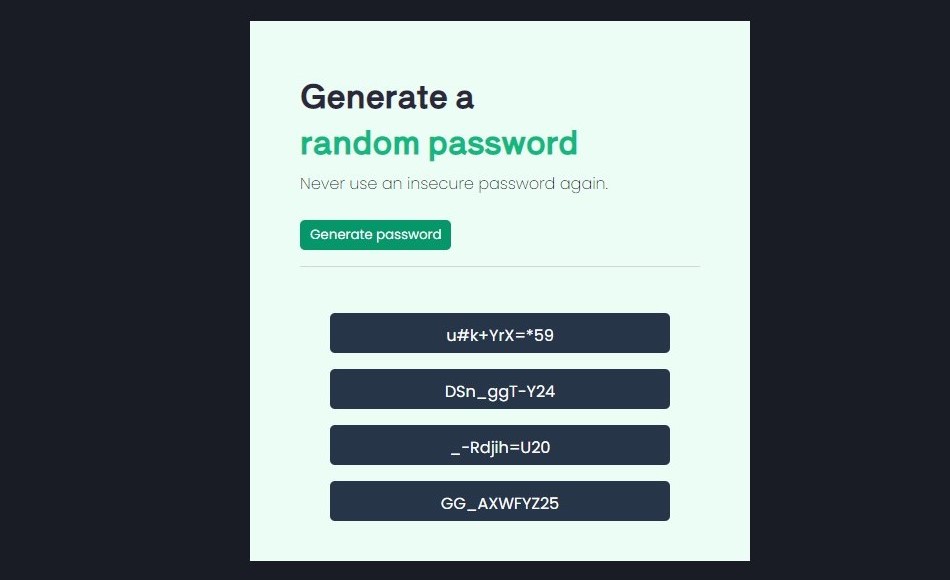 Generate a
random password
Never use an insecure password again.
Generate password
u#k+YrX=*59
DSn_ggT-Y24
_-Rdjih=U20
GG_AXWFYZ25